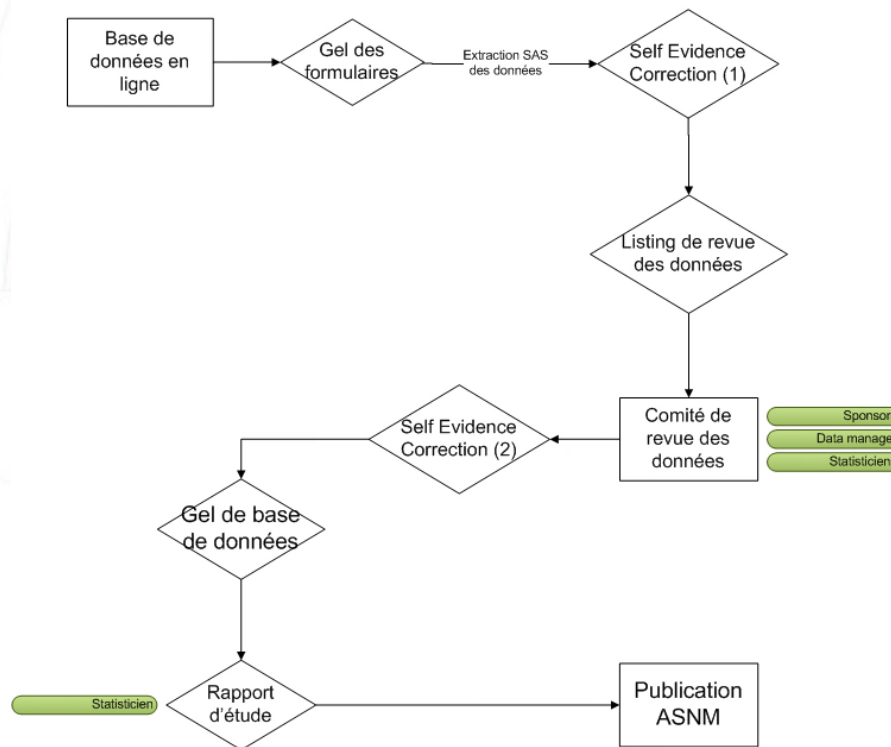 Base de
données en
ligne
Gel des
formulaires
Extraction SAS
des données
Self Evidence
Correction (1)
Listing de revue
des données
Comité de
revue des
données
Sponsor
Data manage
Statisticien
Self Evidence
Correction (2)
Gel de base
de données
Statisticien
Rapport
d'étude
Publication
ASNM